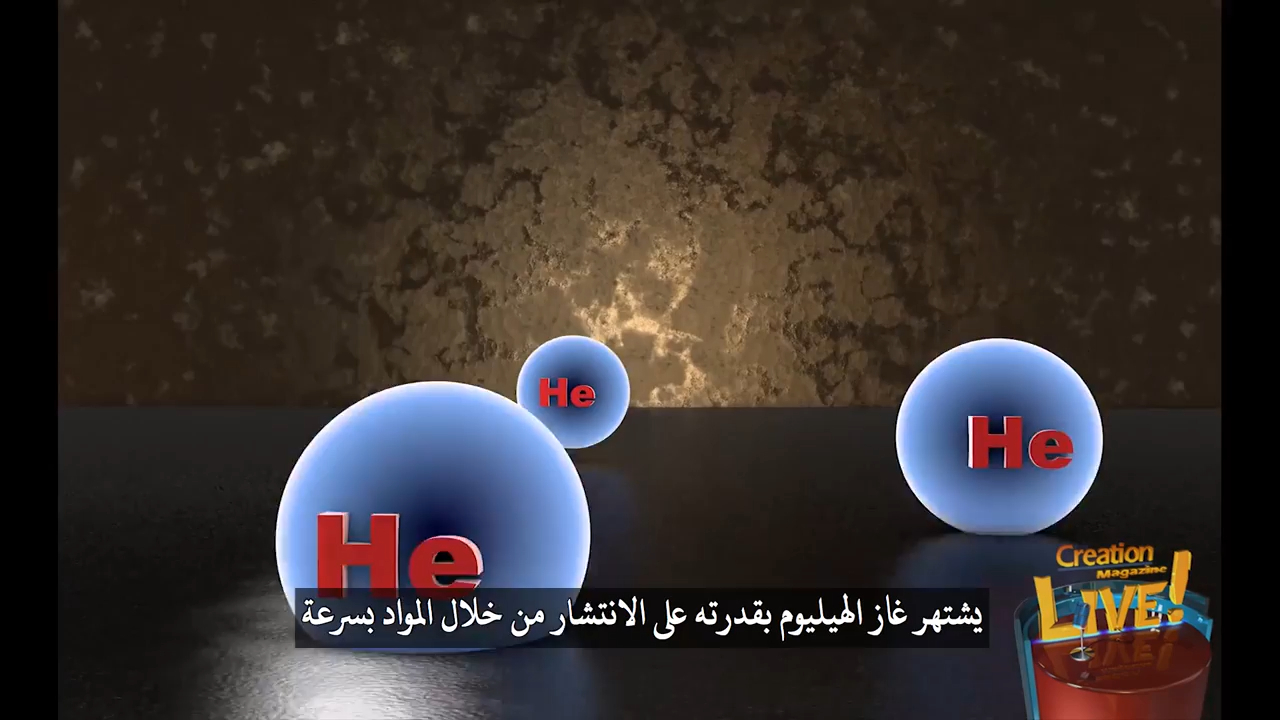 He
He
He
Creation
Magazine
LIVE!
يشتهر غاز الهيليوم بقدرته على الانتشار من خلال المواد بسرعة